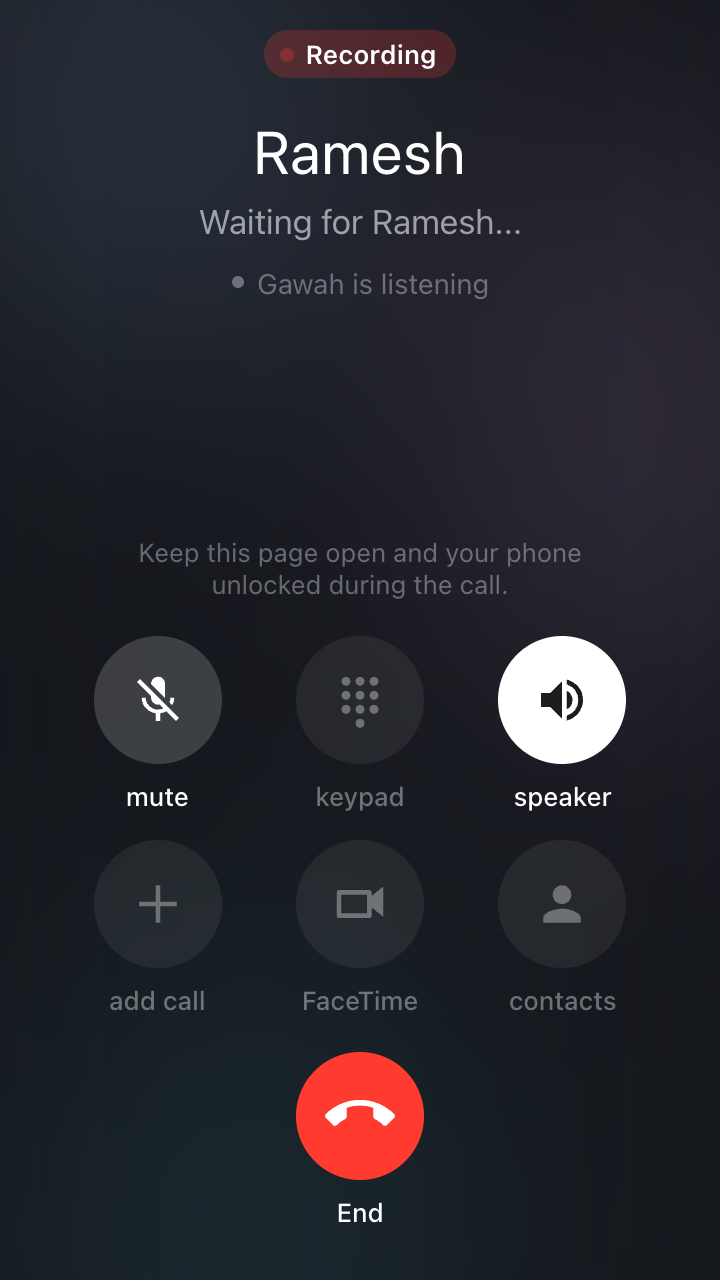 Recording
Ramesh
Waiting for Ramesh...
Gawah is listening
Keep this page open and your phone
unlocked during the call.
mute
keypad
speaker
add call
FaceTime
contacts
End